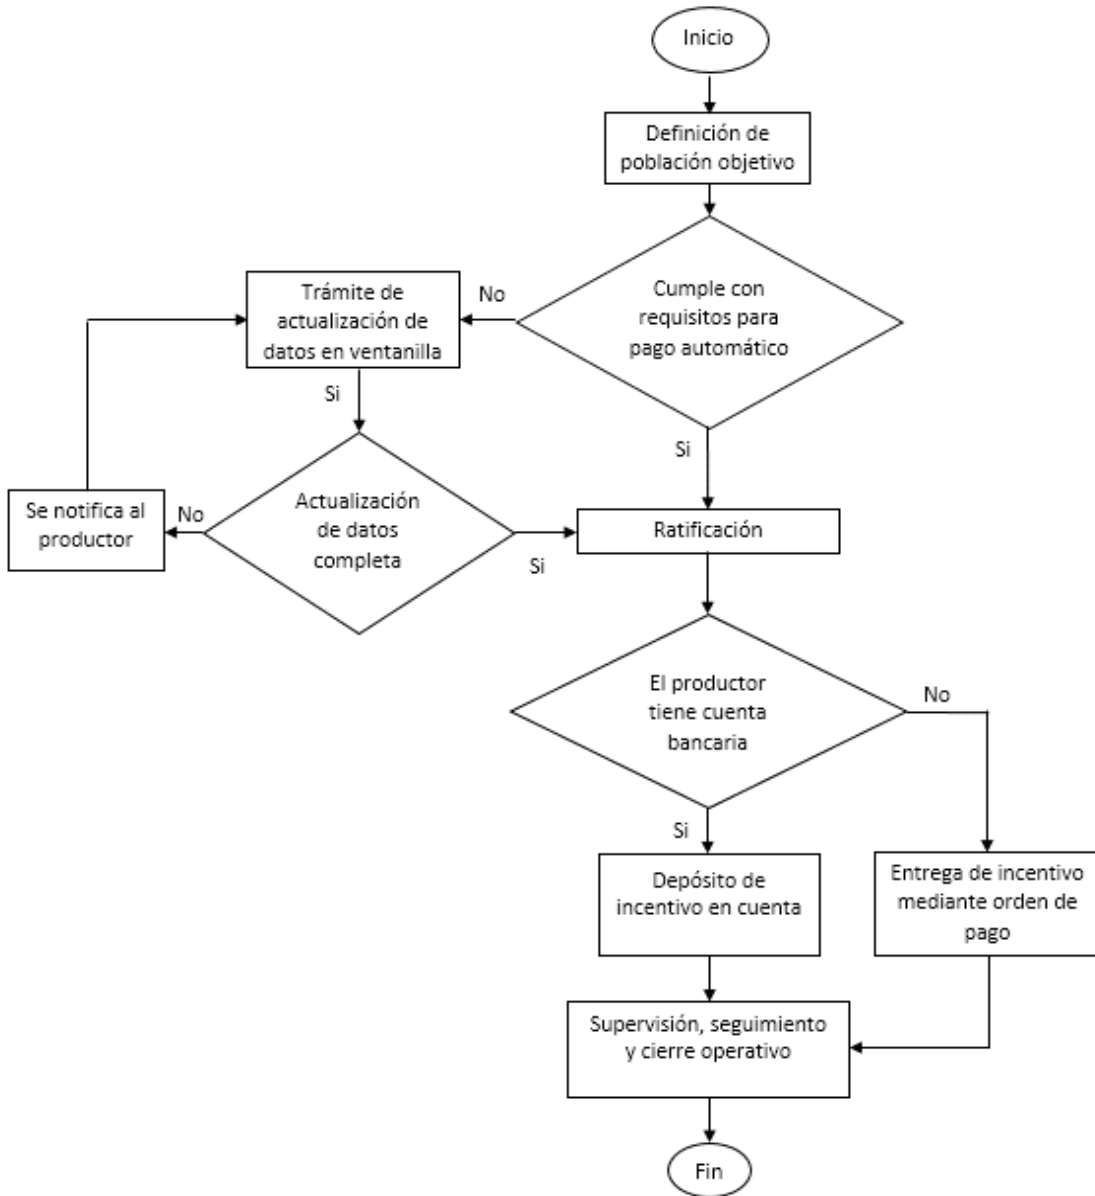 Inicio
Definición de
población objetivo
Cumple con
requisitos para
pago automático
No
Trámite de
actualización de
datos en ventanilla
Si
Si
Actualización
de datos
completa
No
Se notifica al
productor
Si
Ratificación
El productor
tiene cuenta
bancaria
No
Si
Depósito de
incentivo en cuenta
Entrega de incentivo
mediante orden de
pago
Supervisión, seguimiento
y cierre operativo
Fin